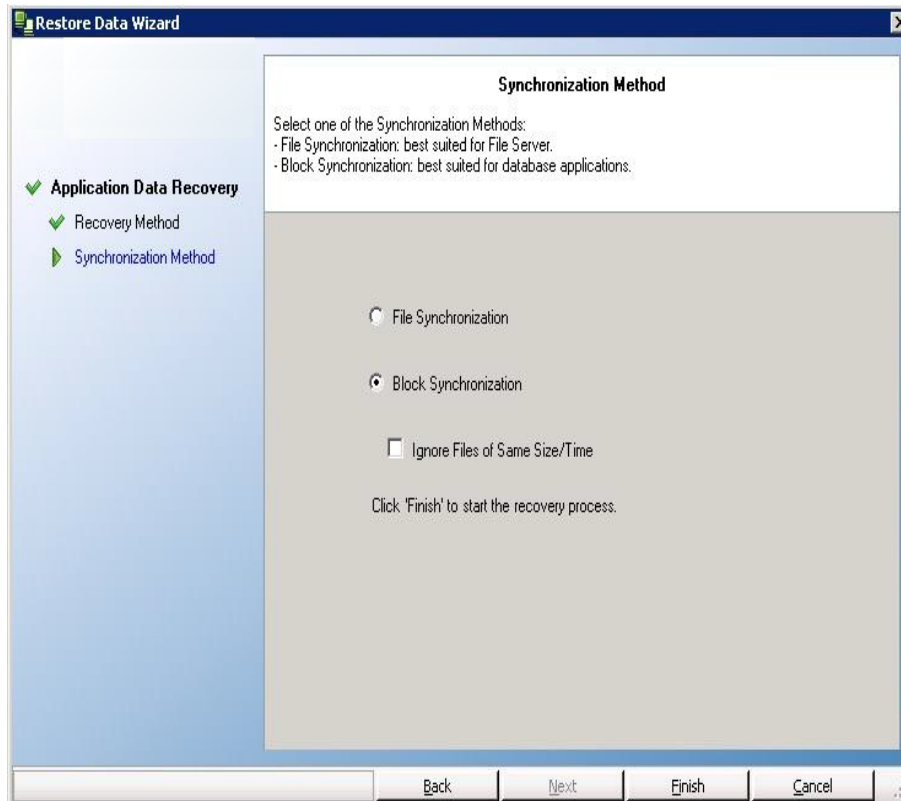 Restore Data Wizard
Synchronization Method
Select one of the Synchronization Methods:
- File Synchronization: best suited for File Server.
- Block Synchronization: best suited for database applications.
Application Data Recovery
Recovery Method
Synchronization Method
File Synchronization
Block Synchronization
Ignore Files of Same Size/Time
Click 'Finish' to start the recovery process.
Back
Next
Finish
Cancel